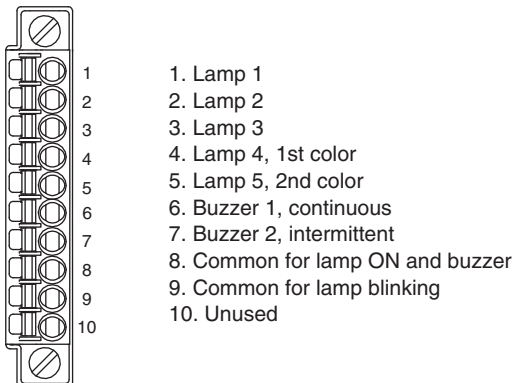 1
2
3
4
5
6
7
8
9
10
1. Lamp 1
2. Lamp 2
3. Lamp 3
4. Lamp 4, 1st color
5. Lamp 5, 2nd color
6. Buzzer 1, continuous
7. Buzzer 2, intermittent
8. Common for lamp ON and buzzer
9. Common for lamp blinking
10. Unused